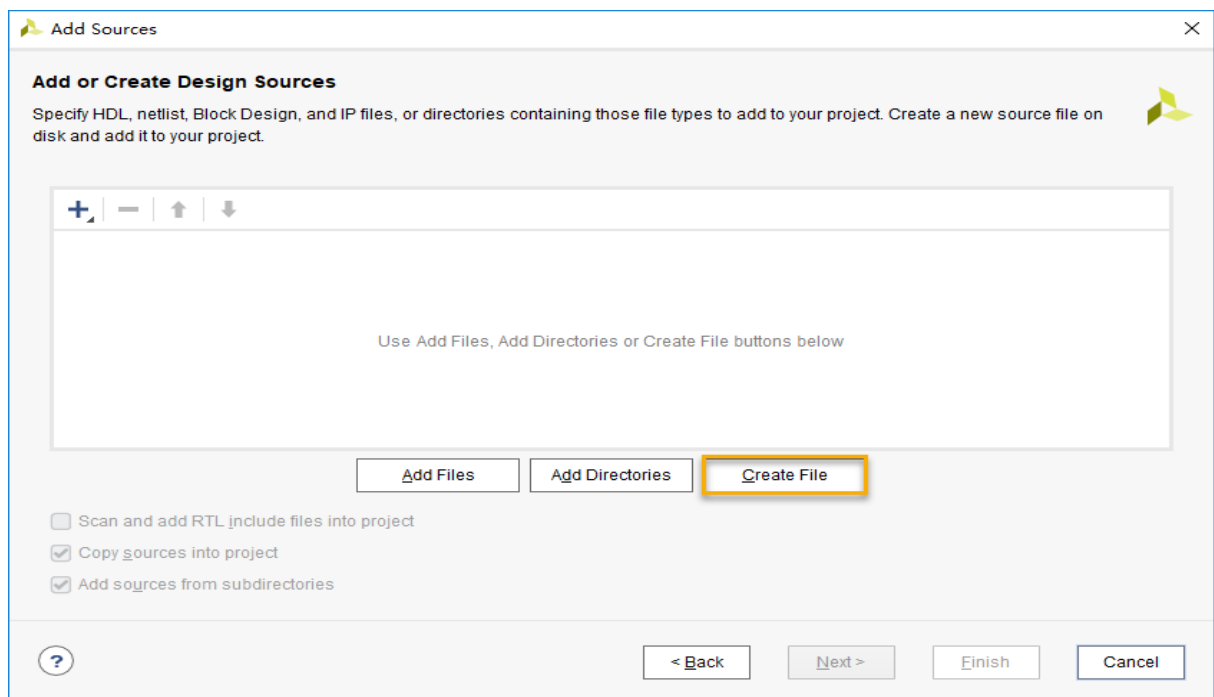 Add Sources
Add or Create Design Sources
Specify HDL, netlist, Block Design, and IP files, or directories containing those file types to add to your project. Create a new source file on
disk and add it to your project.
Use Add Files, Add Directories or Create File buttons below
Add Files
Add Directories
Create File
Scan and add RTL include files into project
Copy sources into project
Add sources from subdirectories
?
< Back
Next >
Finish
Cancel